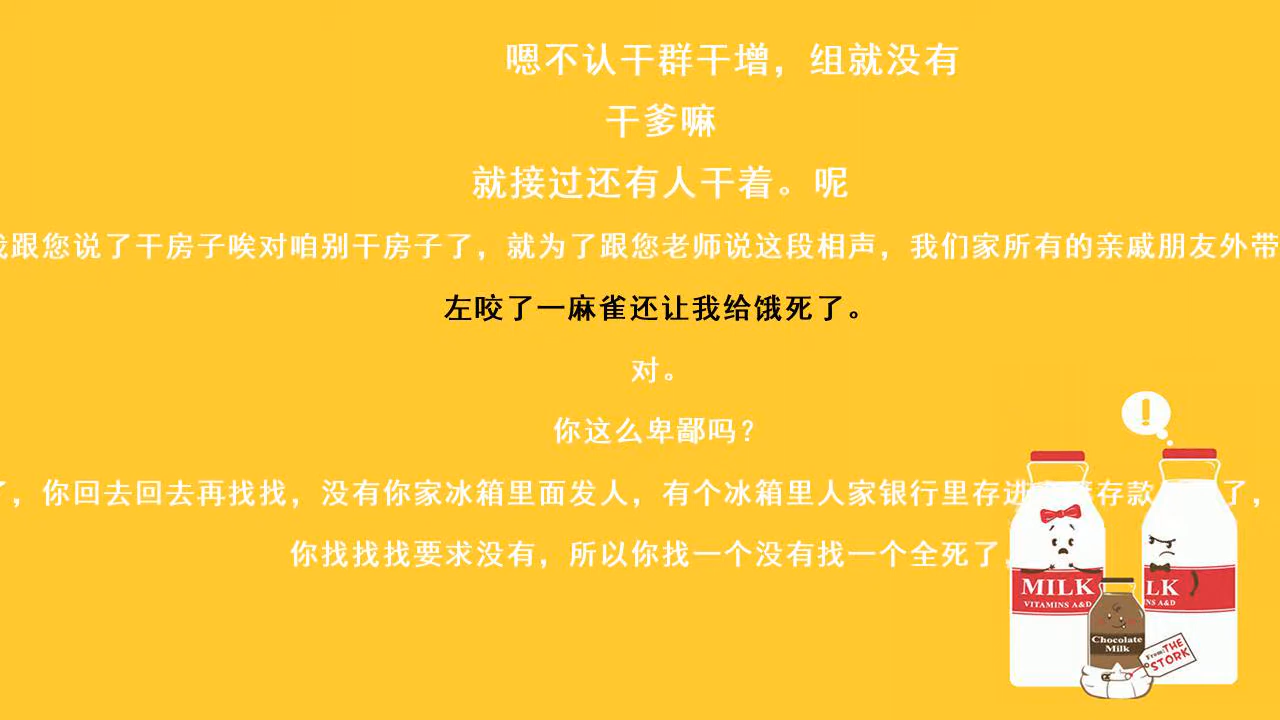 嗯不认干群干增，组就没有
干爹嘛
就接过还有人干着。呢
我跟您说了干房子唉对咱别干房子了，就为了跟您老师说这段相声，我们家所有的亲戚朋友外带
左咬了一麻雀还让我给饿死了。
对。
你这么卑鄙吗？
了，你回去回去再找找，没有你家冰箱里面发人，有个冰箱里人家银行里存进 存款 了，
你找找找要求没有，所以你找一个没有找一个全死了，
!
MILK
VITAMINS A&D
LK
NS A&D
Chocolate
Milk
From: THE
STORK